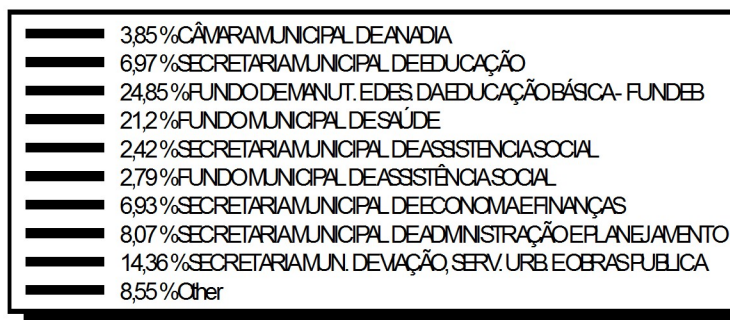 3,85 % CÂMARA MUNICIPAL DE ANADIA
6,97 % SECRETARIA MUNICIPAL DE EDUCAÇÃO
24,85 % FUNDO DE MANUT. E DES. DA EDUCAÇÃO BÁSICA - FUNDEB
21,2 % FUNDO MUNICIPAL DE SAÚDE
2,42 % SECRETARIA MUNICIPAL DE ASSISTENCIA SOCIAL
2,79 % FUNDO MUNICIPAL DE ASSISTÊNCIA SOCIAL
6,93 % SECRETARIA MUNICIPAL DE ECONOMIA E FINANÇAS
8,07 % SECRETARIA MUNICIPAL DE ADMINISTRAÇÃO E PLANEJAMENTO
14,36 % SECRETARIA MUN. DE VIAÇÃO, SERV. URB. E OBRAS PUBLICA
8,55 % Other